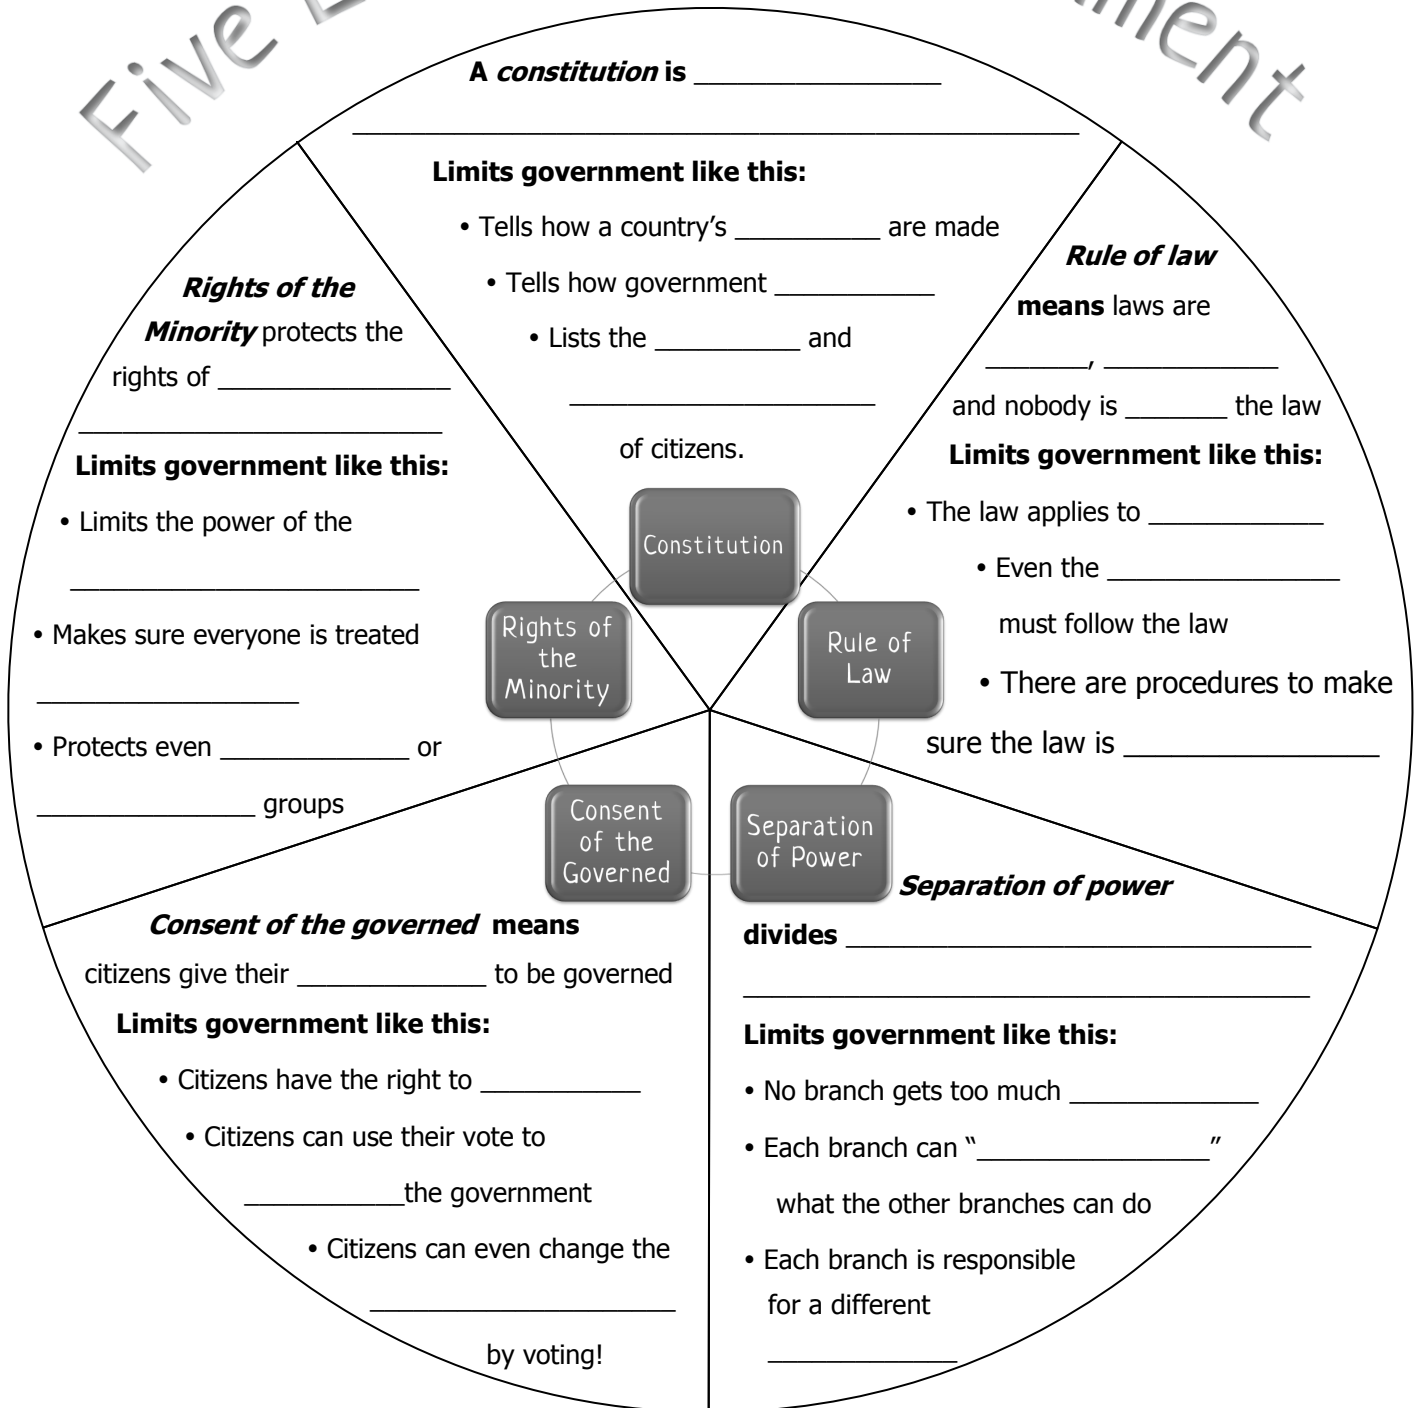 Five
ment
A constitution is _________________
__________________________________________________
Limits government like this:
• Tells how a country’s __________ are made
• Tells how government ___________
• Lists the __________ and
_____________________
of citizens.
Rule of law
means laws are
_______, ____________
and nobody is _______ the law
Limits government like this:
• The law applies to ____________
• Even the ________________
must follow the law
• There are procedures to make
sure the law is ________________
Separation of power
divides ________________________________
_______________________________________
Limits government like this:
• No branch gets too much _____________
• Each branch can “________________”
what the other branches can do
• Each branch is responsible
for a different
_____________
Consent of the governed means
citizens give their _____________ to be governed
Limits government like this:
• Citizens have the right to ___________
• Citizens can use their vote to
___________the government
• Citizens can even change the
_____________________
by voting!
Rights of the
Minority protects the
rights of ________________
_________________________
Limits government like this:
• Limits the power of the
________________________
• Makes sure everyone is treated
__________________
• Protects even _____________ or
_______________ groups
Constitution
Rule of
Law
Separation
of Power
Consent
of the
Governed
Rights of
the
Minority